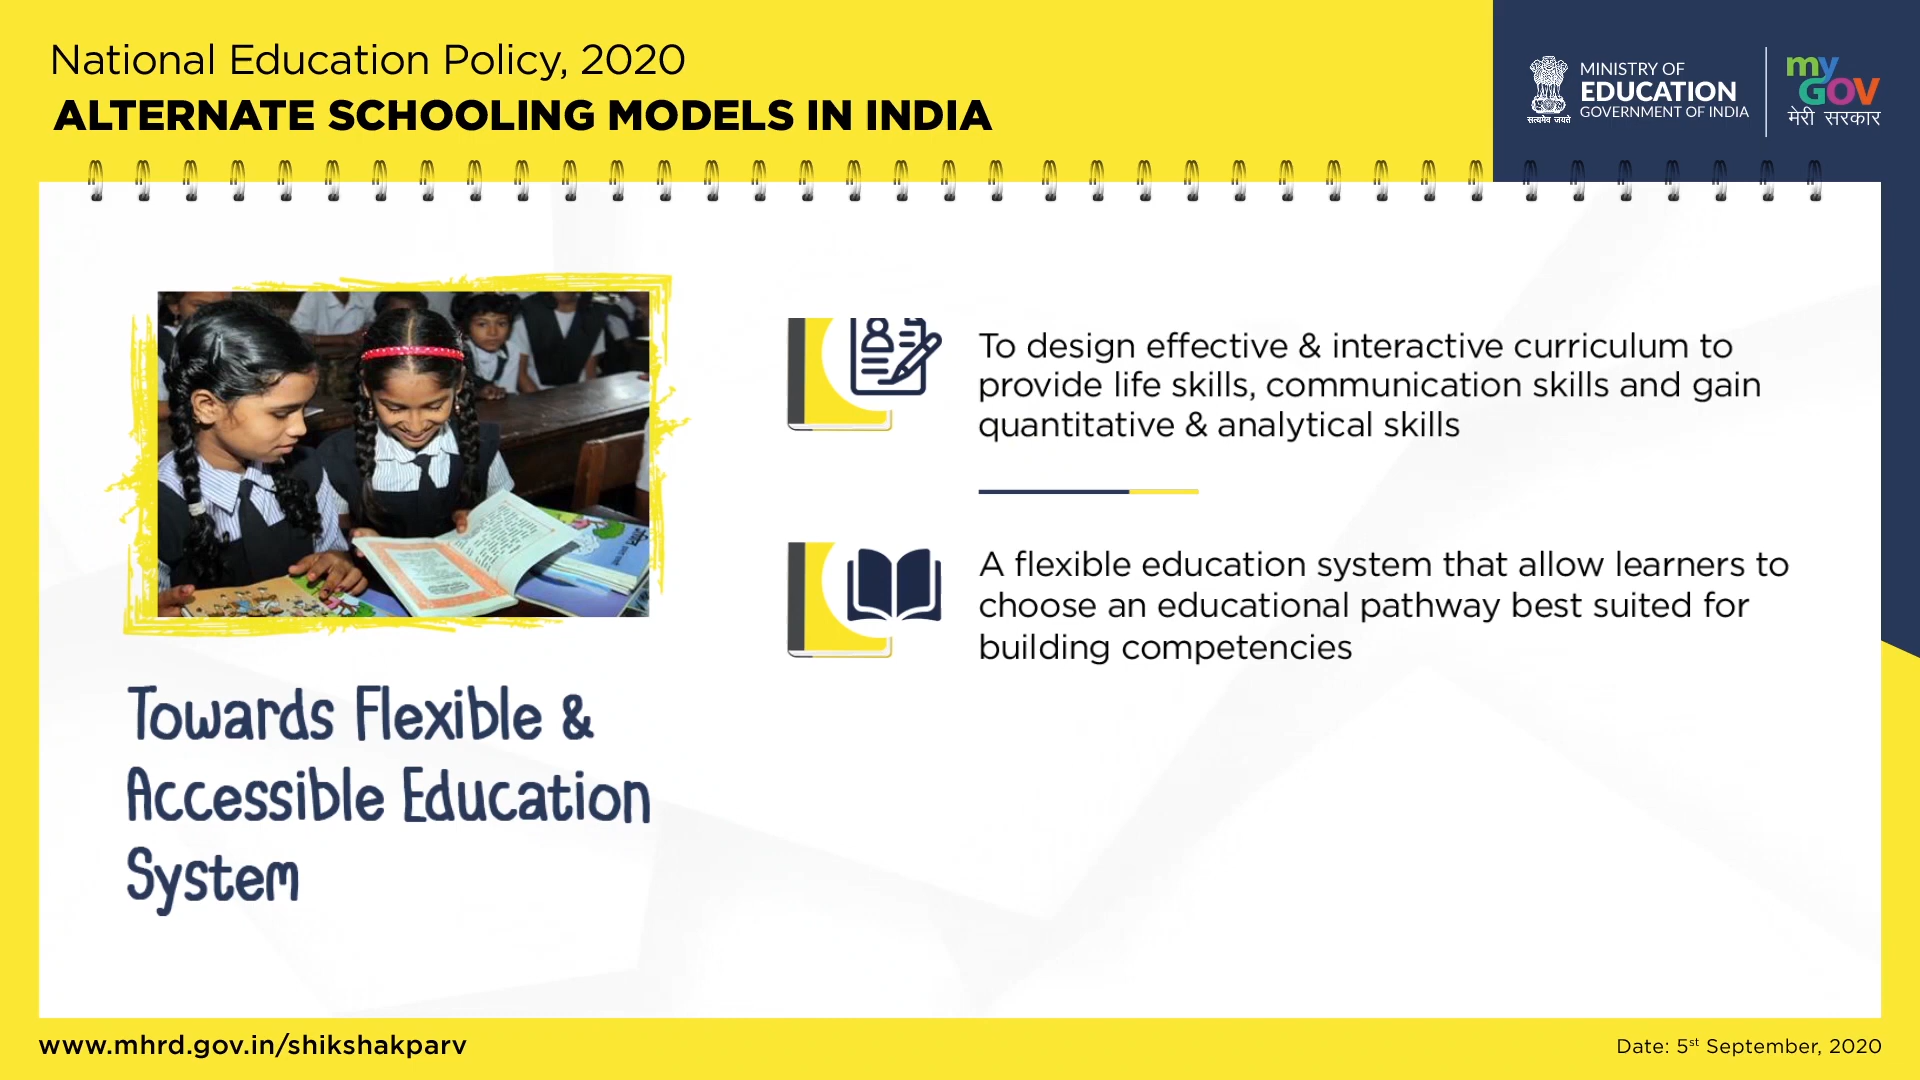 National Education Policy, 2020
ALTERNATE SCHOOLING MODELS IN INDIA
सत्यमेव जयते
MINISTRY OF
EDUCATION
GOVERNMENT OF INDIA
my
GOV
मेरी सरकार
To design effective & interactive curriculum to
provide life skills, communication skills and gain
quantitative & analytical skills
A flexible education system that allow learners to
choose an educational pathway best suited for
building competencies
Towards Flexible &
Accessible Education
System
www.mhrd.gov.in/shikshakparv
Date: 5st September, 2020